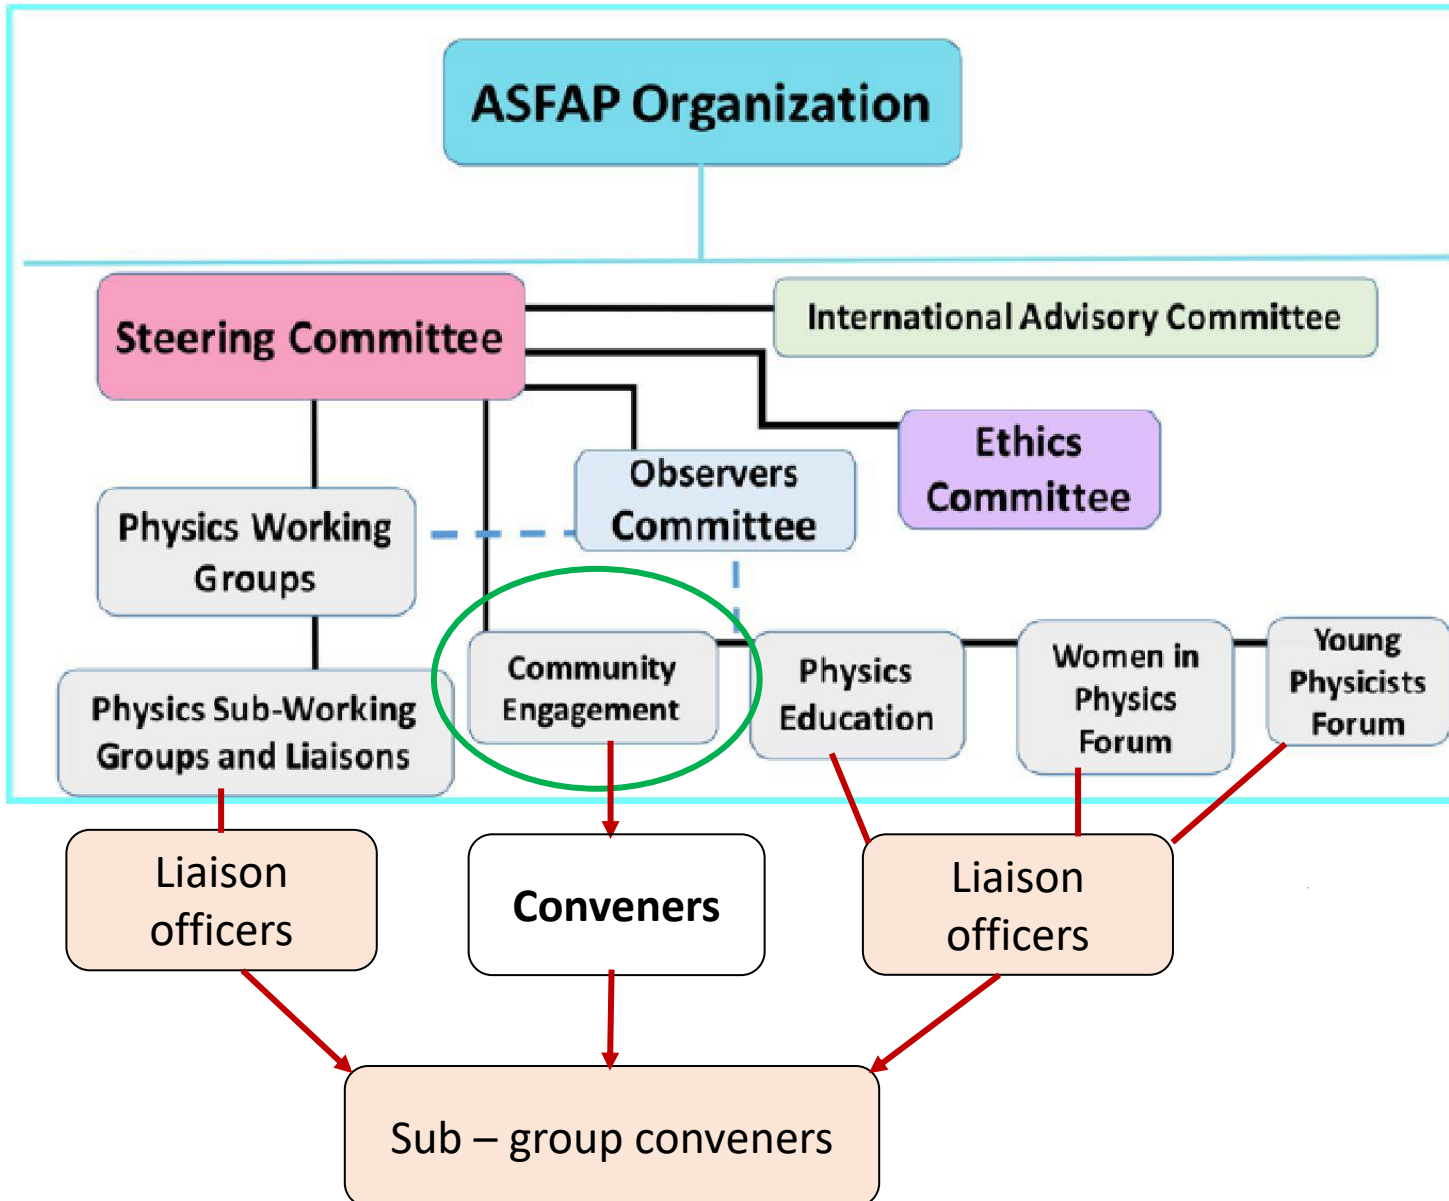 ASFAP Organization
Steering Committee
International Advisory Committee
Ethics
Committee
Observers
Committee
Physics Working
Groups
Community
Engagement
Physics
Education
Women in
Physics
Forum
Young
Physicists
Forum
Physics Sub-Working
Groups and Liaisons
Liaison
officers
Conveners
Liaison
officers
Sub – group conveners